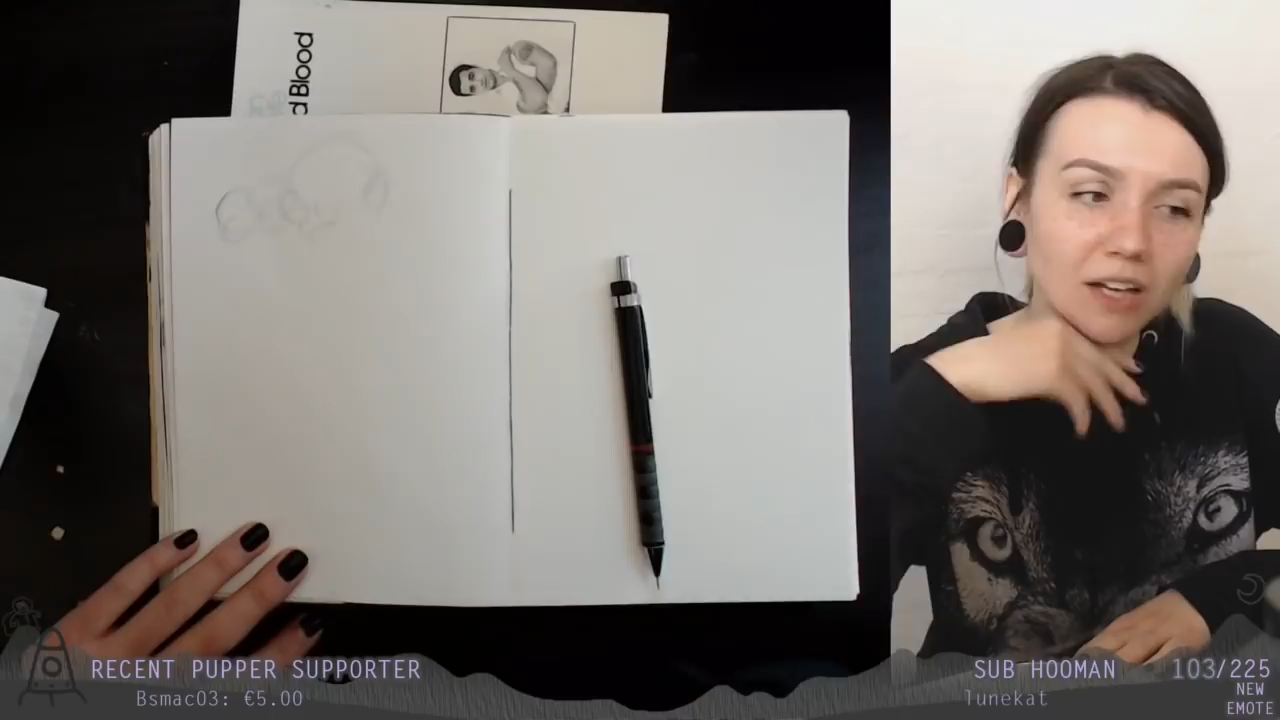 d Blood
RECENT PUPPER SUPPORTER
Bsmac03: €5.00
SUB HOOMAN 103/225
lunekat
NEW
EMOTE